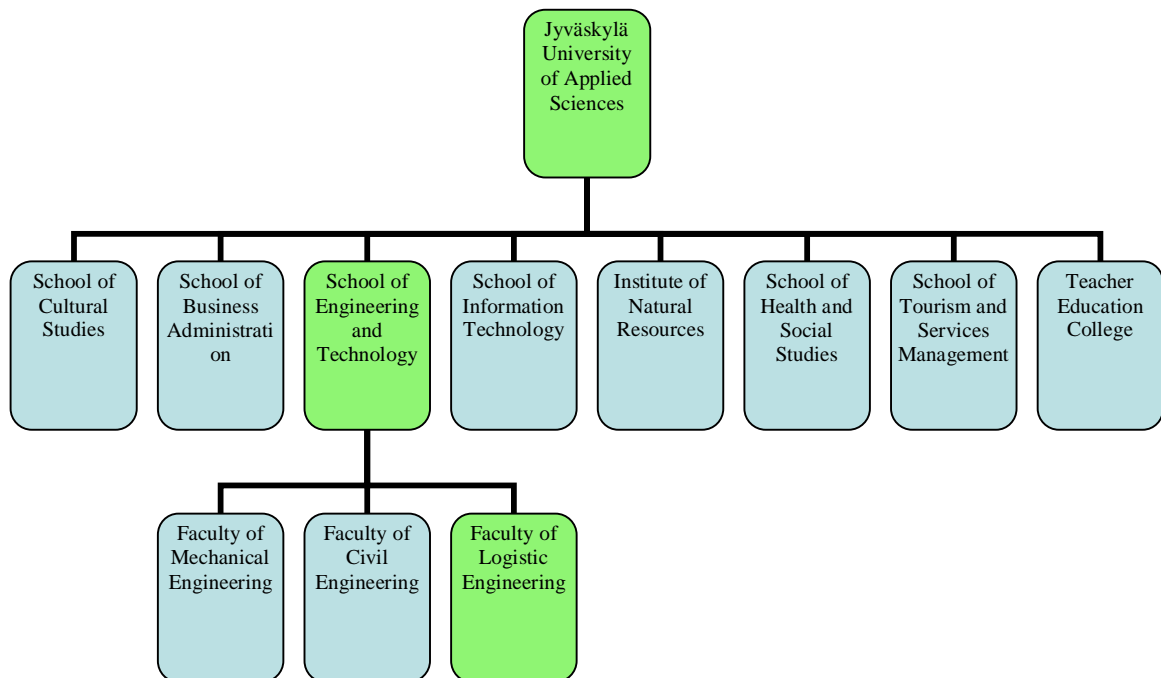 Jyväskylä
University
of Applied
Sciences
School of
Cultural
Studies
School of
Business
Administrati
on
School of
Engineering
and
Technology
School of
Information
Technology
Institute of
Natural
Resources
School of
Health and
Social
Studies
School of
Tourism and
Services
Management
Teacher
Education
College
Faculty of
Mechanical
Engineering
Faculty of
Civil
Engineering
Faculty of
Logistic
Engineering